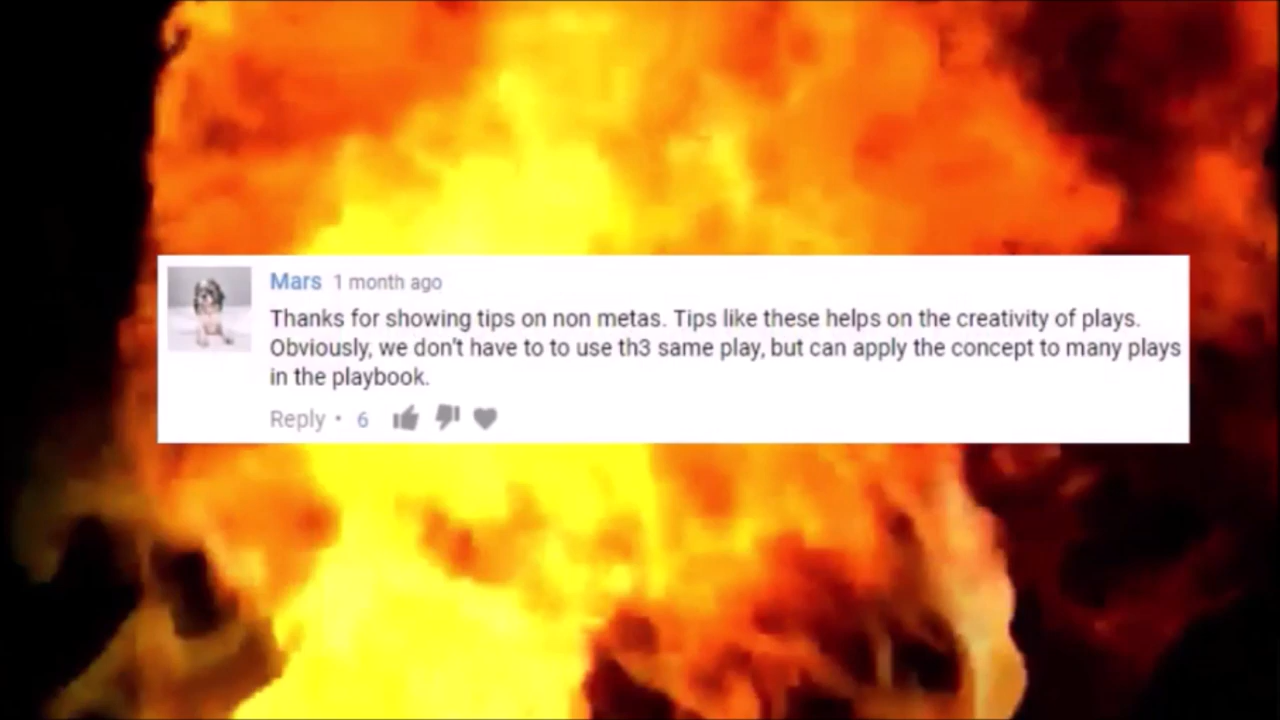 Mars 1 month ago
Thanks for showing tips on non metas. Tips like these helps on the creativity of plays.
Obviously, we don't have to to use th3 same play, but can apply the concept to many plays
in the playbook.
Reply • 6